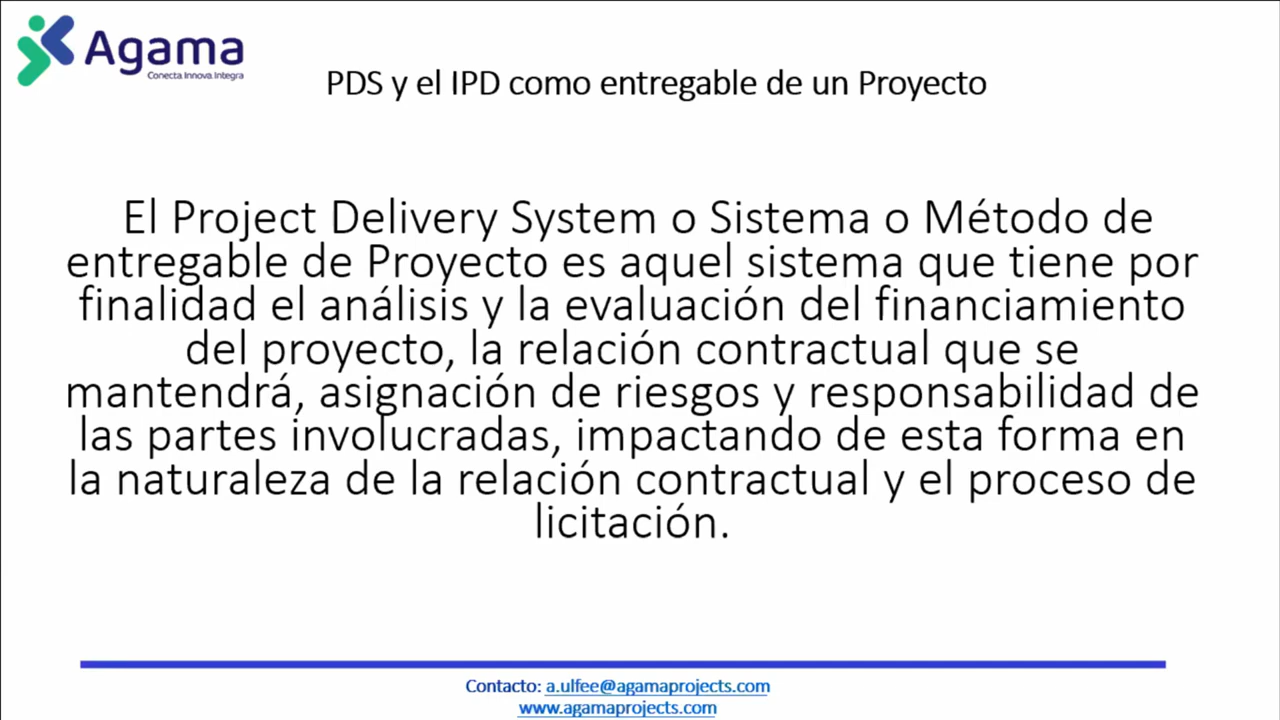 Agama
Conecta.Innova.Integra
PDS y el IPD como entregable de un Proyecto
El Project Delivery System o Sistema o Método de
entregable de Proyecto es aquel sistema que tiene por
finalidad el análisis y la evaluación del financiamiento
del proyecto, la relación contractual que se
mantendrá, asignación de riesgos y responsabilidad de
las partes involucradas, impactando de esta forma en
la naturaleza de la relación contractual y el proceso de
licitación.
Contacto: a.ulfee@agamaprojects.com
www.agamaprojects.com